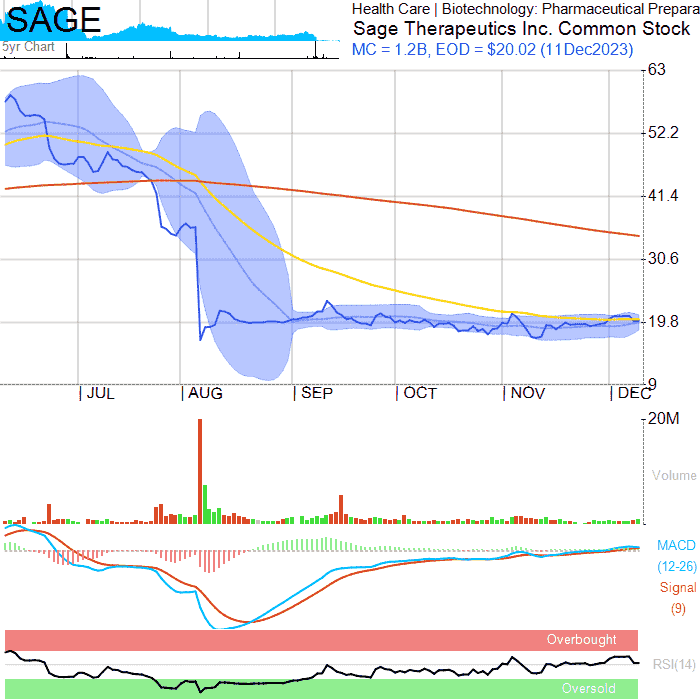 SAGE
5yr Chart
Health Care | Biotechnology: Pharmaceutical Prepara
Sage Therapeutics Inc. Common Stock
MC = 1.2B, EOD = $20.02 (11Dec2023)
63
52.2
41.4
30.6
19.8
9
JUL AUG SEP OCT NOV DEC
20M
Volume
MACD
(12-26)
Signal
(9)
Overbought
RSI(14)
Oversold